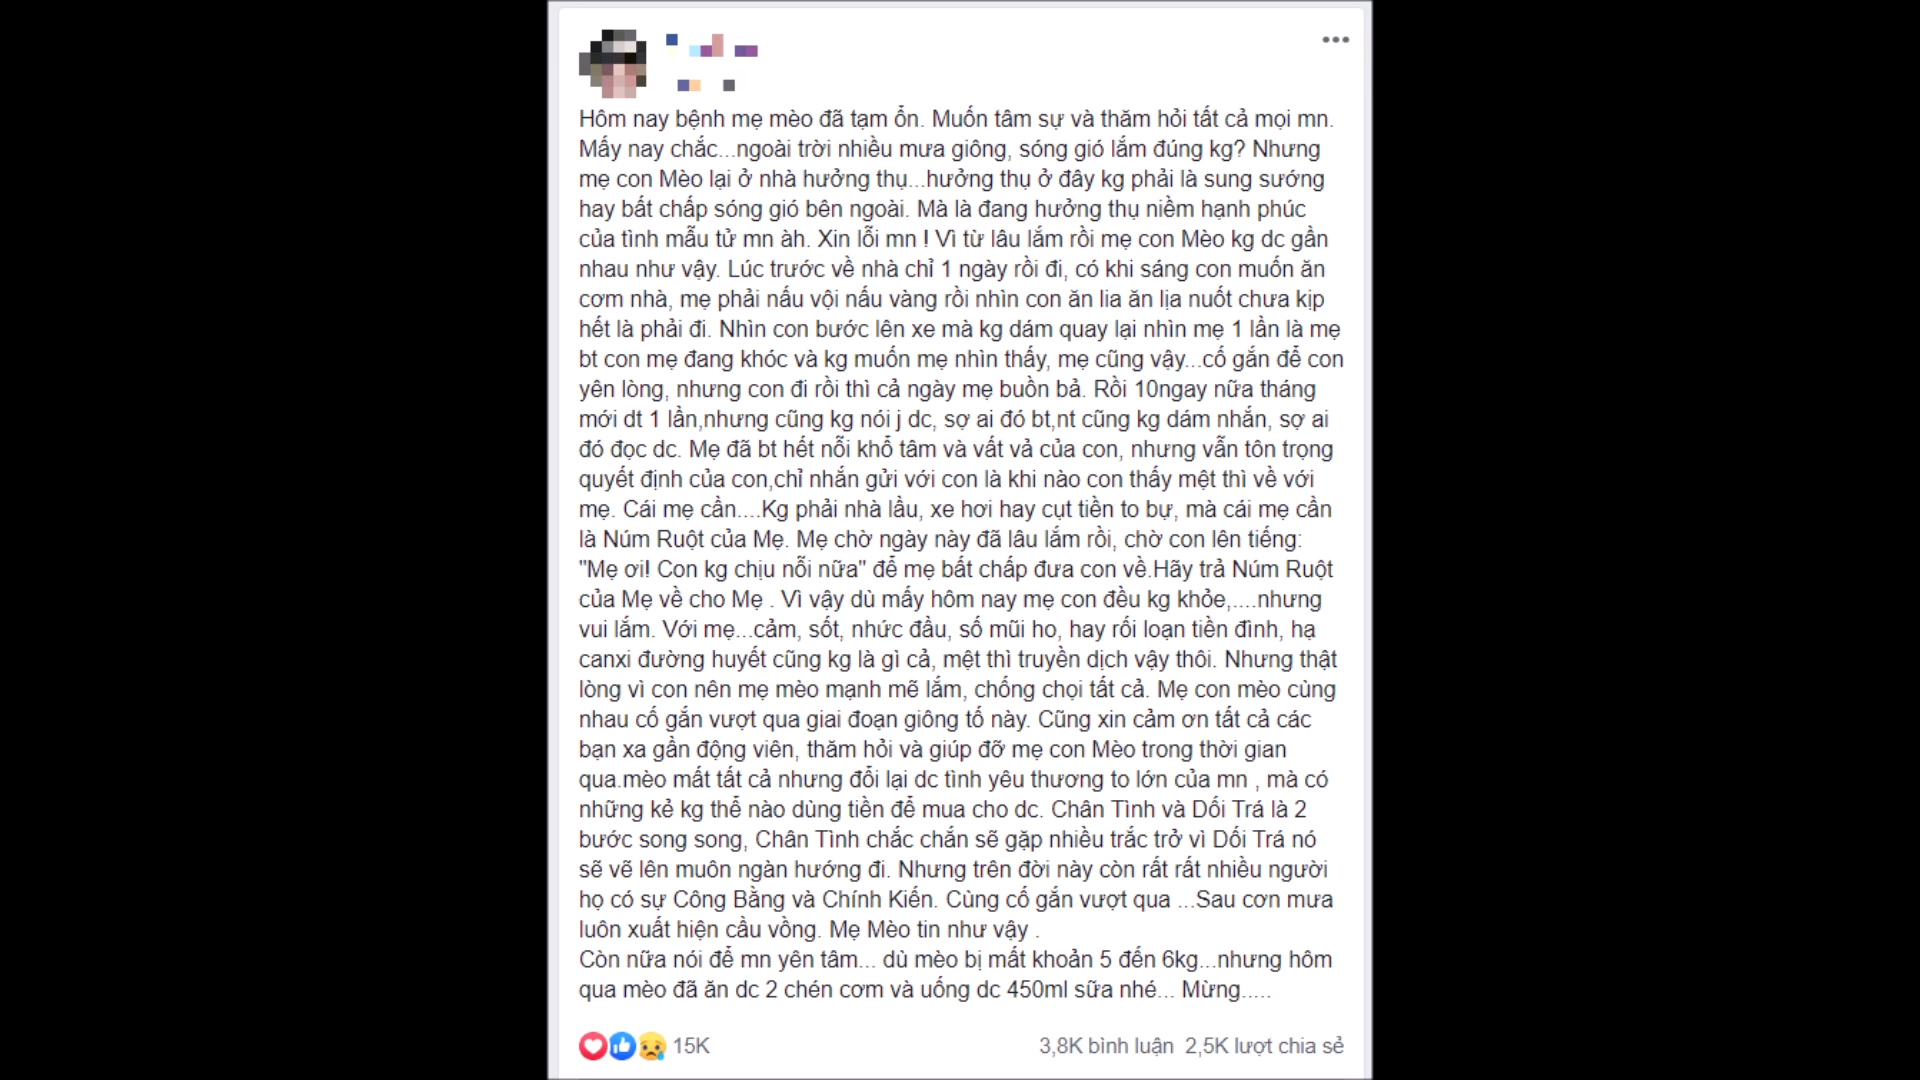 Hôm nay bệnh mẹ mèo đã tạm ổn. Muốn tâm sự và thăm hỏi tất cả mọi mn.
Mấy nay chắc...ngoài trời nhiều mưa giông, sóng gió lắm đúng kg? Nhưng
mẹ con Mèo lại ở nhà hưởng thụ...hưởng thụ ở đây kg phải là sung sướng
hay bất chấp sóng gió bên ngoài. Mà là đang hưởng thụ niềm hạnh phúc
của tình mẫu tử mn àh. Xin lỗi mn ! Vì từ lâu lắm rồi mẹ con Mèo kg dc gần
nhau như vậy. Lúc trước về nhà chỉ 1 ngày rồi đi, có khi sáng con muốn ăn
cơm nhà, mẹ phải nấu vội nấu vàng rồi nhìn con ăn lia ăn lịa nuốt chưa kịp
hết là phải đi. Nhìn con bước lên xe mà kg dám quay lại nhìn mẹ 1 lần là mẹ
bt con mẹ đang khóc và kg muốn mẹ nhìn thấy, mẹ cũng vậy...cố gắn để con
yên lòng, nhưng con đi rồi thì cả ngày mẹ buồn bả. Rồi 10ngay nữa tháng
mới dt 1 lần,nhưng cũng kg nói j dc, sợ ai đó bt,nt cũng kg dám nhắn, sợ ai
đó đọc dc. Mẹ đã bt hết nỗi khổ tâm và vất vả của con, nhưng vẫn tôn trọng
quyết định của con,chỉ nhắn gửi với con là khi nào con thấy mệt thì về với
mẹ. Cái mẹ cần....Kg phải nhà lầu, xe hơi hay cụt tiền to bự, mà cái mẹ cần
là Núm Ruột của Mẹ. Mẹ chờ ngày này đã lâu lắm rồi, chờ con lên tiếng:
"Mẹ ơi! Con kg chịu nỗi nữa" để mẹ bất chấp đưa con về.Hãy trả Núm Ruột
của Mẹ về cho Mẹ . Vì vậy dù mấy hôm nay mẹ con đều kg khỏe,....nhưng
vui lắm. Với mẹ...cảm, sốt, nhức đầu, số mũi ho, hay rối loạn tiền đình, hạ
canxi đường huyết cũng kg là gì cả, mệt thì truyền dịch vậy thôi. Nhưng thật
lòng vì con nên mẹ mèo mạnh mẽ lắm, chống chọi tất cả. Mẹ con mèo cùng
nhau cố gắn vượt qua giai đoạn giông tố này. Cũng xin cảm ơn tất cả các
bạn xa gần động viên, thăm hỏi và giúp đỡ mẹ con Mèo trong thời gian
qua.mèo mất tất cả nhưng đổi lại dc tình yêu thương to lớn của mn , mà có
những kẻ kg thể nào dùng tiền để mua cho dc. Chân Tình và Dối Trá là 2
bước song song, Chân Tình chắc chắn sẽ gặp nhiều trắc trở vì Dối Trá nó
sẽ vẽ lên muôn ngàn hướng đi. Nhưng trên đời này còn rất rất nhiều người
họ có sự Công Bằng và Chính Kiến. Cùng cố gắn vượt qua ...Sau cơn mưa
luôn xuất hiện cầu vồng. Mẹ Mèo tin như vậy .
Còn nữa nói để mn yên tâm... dù mèo bị mất khoản 5 đến 6kg...nhưng hôm
qua mèo đã ăn dc 2 chén cơm và uống dc 450ml sữa nhé... Mừng.....
15K 3,8K bình luận 2,5K lượt chia sẻ